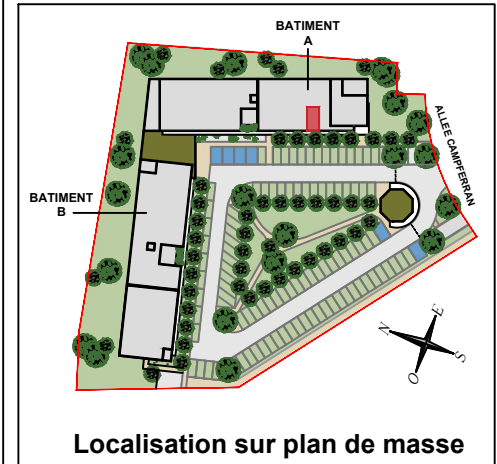 BATIMENT
A
ALLEE CAMPFERRAN
BATIMENT
B
N
E
S
O
Localisation sur plan de masse